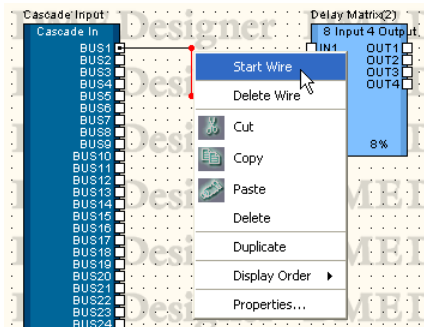 Cascade Input
Cascade In
BUS1
BUS2
BUS3
BUS4
BUS5
BUS6
BUS7
BUS8
BUS9
BUS10
BUS11
BUS12
BUS13
BUS14
BUS15
BUS16
BUS17
BUS18
BUS19
BUS20
BUS21
BUS22
BUS23
BUS24
Designer
Delay Matrix(2)
8 Input 4 Output
IN1 OUT1
OUT2
OUT3
OUT4
8%
Start Wire
Delete Wire
Cut
Copy
Paste
Delete
Duplicate
Display Order
Properties...